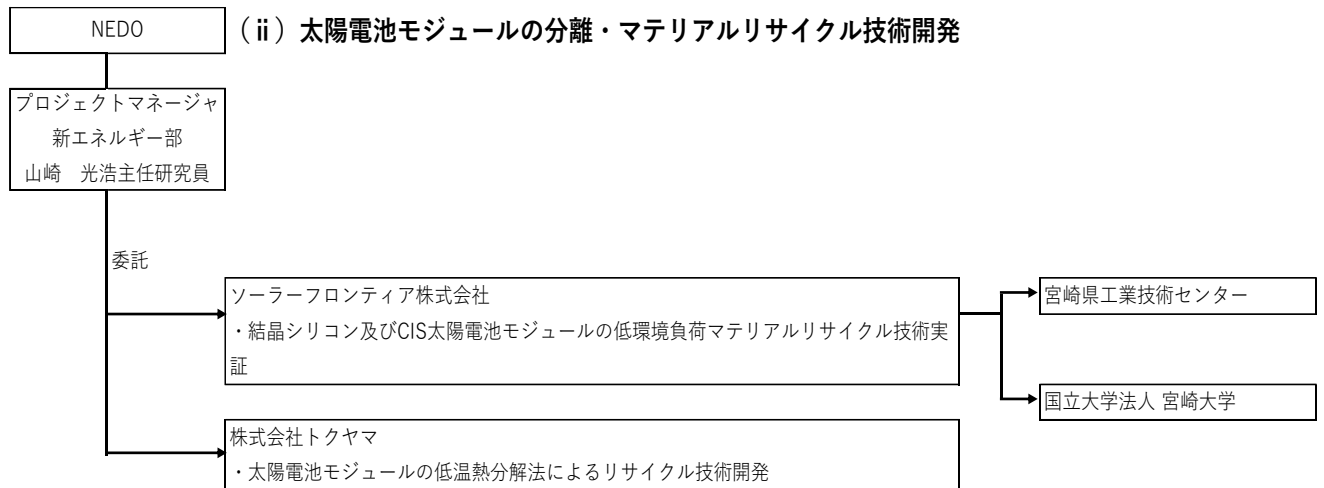 NEDO
（ⅱ）太陽電池モジュールの分離・マテリアルリサイクル技術開発
プロジェクトマネージャ
新エネルギー部
山崎　光浩主任研究員
委託
ソーラーフロンティア株式会社
・結晶シリコン及びCIS太陽電池モジュールの低環境負荷マテリアルリサイクル技術実
証
宮崎県工業技術センター
国立大学法人 宮崎大学
株式会社トクヤマ
・太陽電池モジュールの低温熱分解法によるリサイクル技術開発